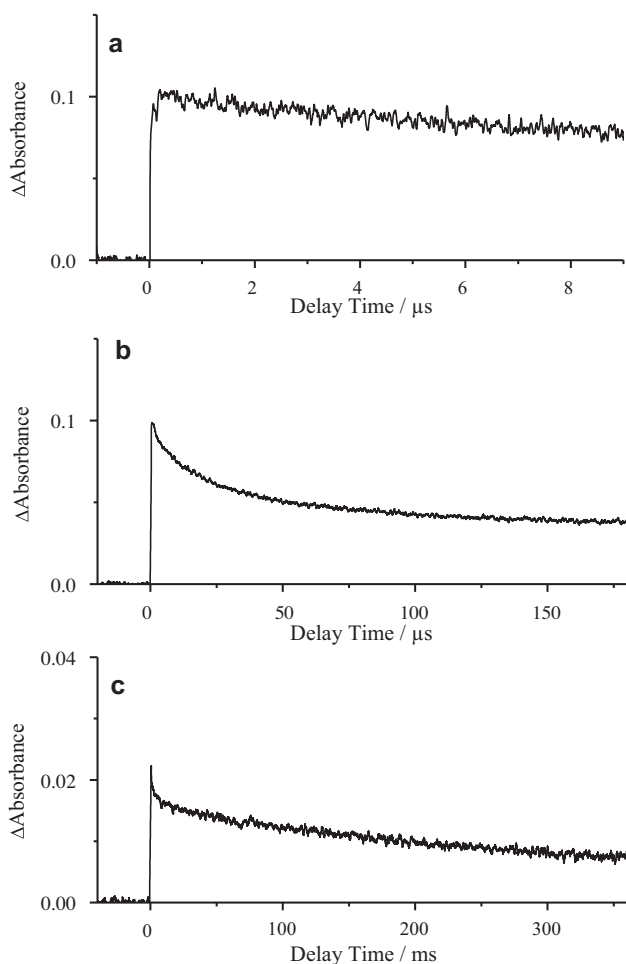 a
0.1
0.0
ΔAbsorbance
0 2 4 6 8
Delay Time / µs
b
0.1
0.0
ΔAbsorbance
0 50 100 150
Delay Time / µs
0.04
c
0.02
0.00
ΔAbsorbance
0 100 200 300
Delay Time / ms